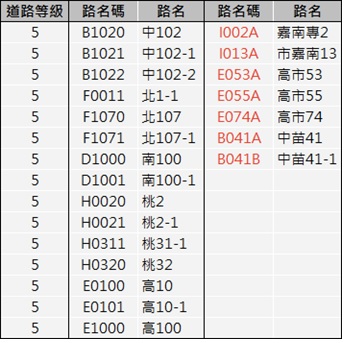 道路等級 路名碼 路名 路名碼 路名
5 B1020 中102 I002A 嘉南專2
5 B1021 中102-1 I013A 市嘉南13
5 B1022 中102-2 E053A 高市53
5 F0011 北1-1 E055A 高市55
5 F1070 北107 E074A 高市74
5 F1071 北107-1 B041A 中苗41
5 D1000 南100 B041B 中苗41-1
5 D1001 南100-1
5 H0020 桃2
5 H0021 桃2-1
5 H0311 桃31-1
5 H0320 桃32
5 E0100 高10
5 E0101 高10-1
5 E1000 高100